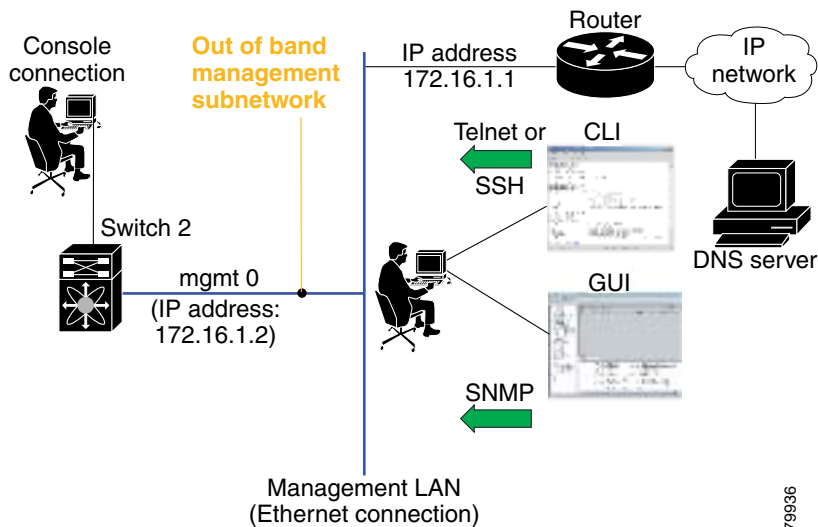 Console
connection
Out of band
management
subnetwork
IP address
172.16.1.1
Router
IP
network
Telnet or
SSH
CLI
DNS server
Switch 2
mgmt 0
(IP address:
172.16.1.2)
GUI
SNMP
Management LAN
(Ethernet connection)
79936